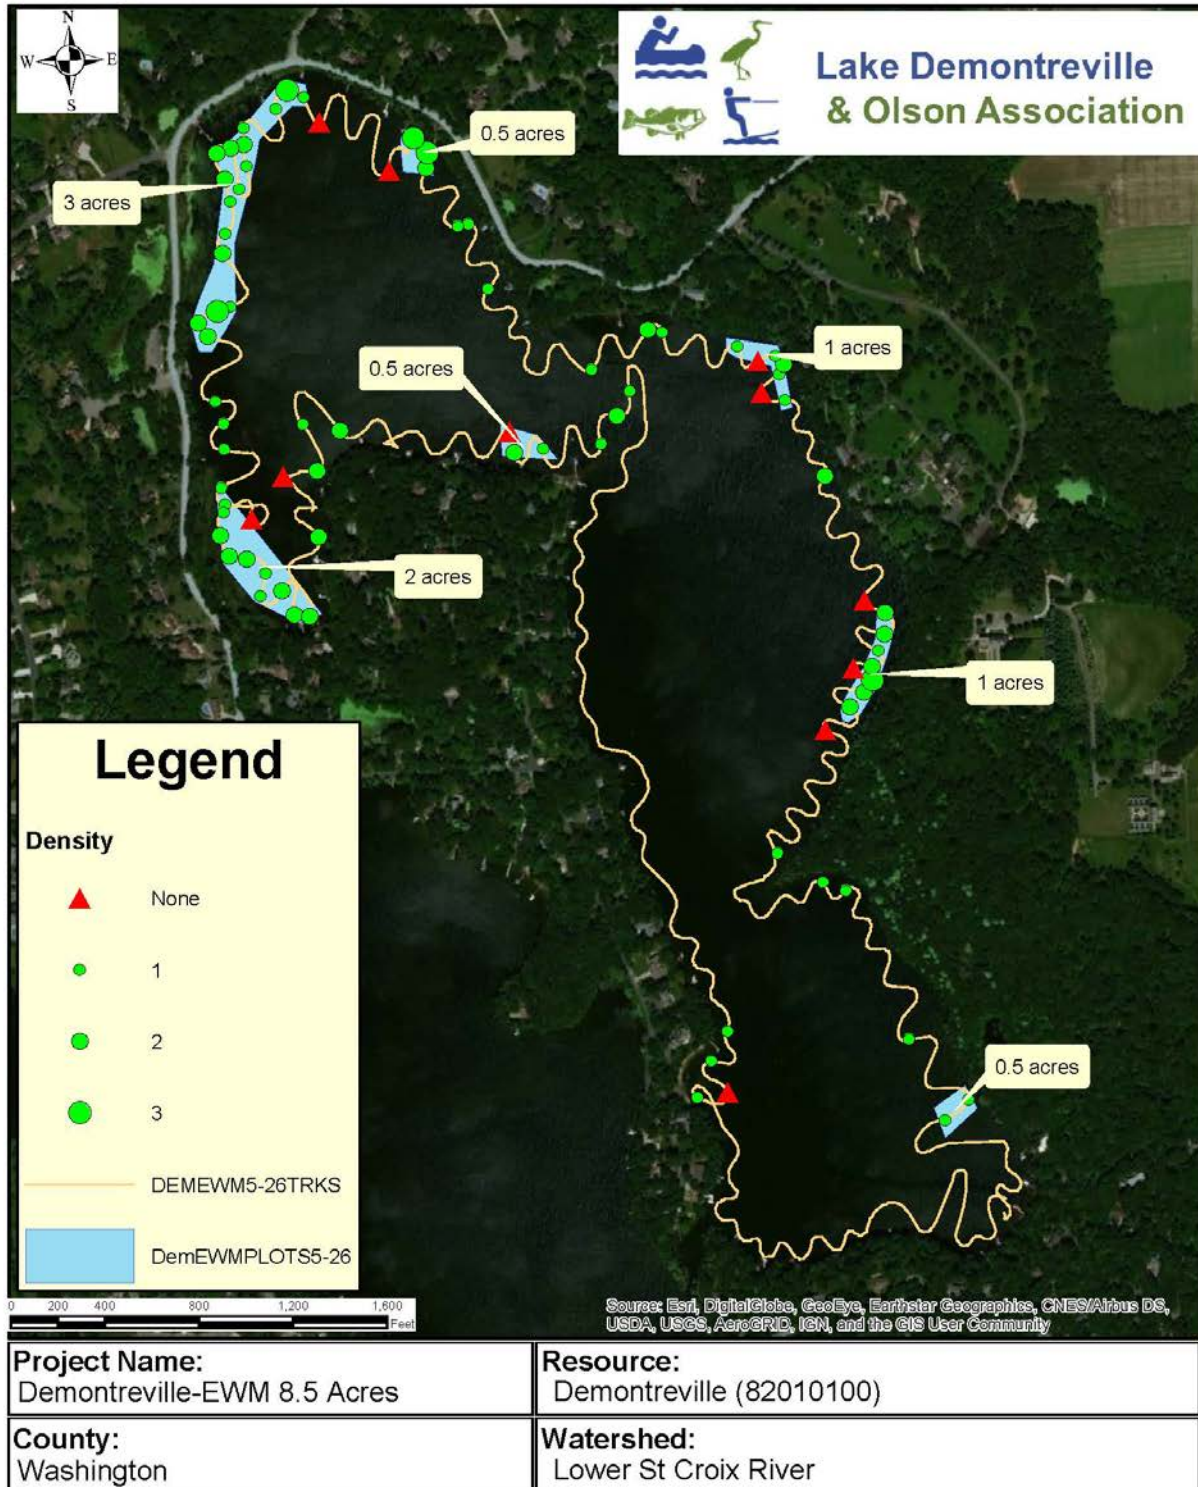 N
W E
S
Lake Demontreville
& Olson Association
0.5 acres
3 acres
1 acres
0.5 acres
2 acres
1 acres
0.5 acres
Legend
Density
None
1
2
3
DEMEWM5-26TRKS
DemEWMPLOTS5-26
0 200 400 800 1,200 1,600
Feet
Source: Esri, DigitalGlobe, GeoEye, Earthstar Geographics, CNES/Airbus DS,
USDA, USGS, AeroGRID, IGN, and the GIS User Community
Project Name:
Demontreville-EWM 8.5 Acres
Resource:
Demontreville (82010100)
County:
Washington
Watershed:
Lower St Croix River